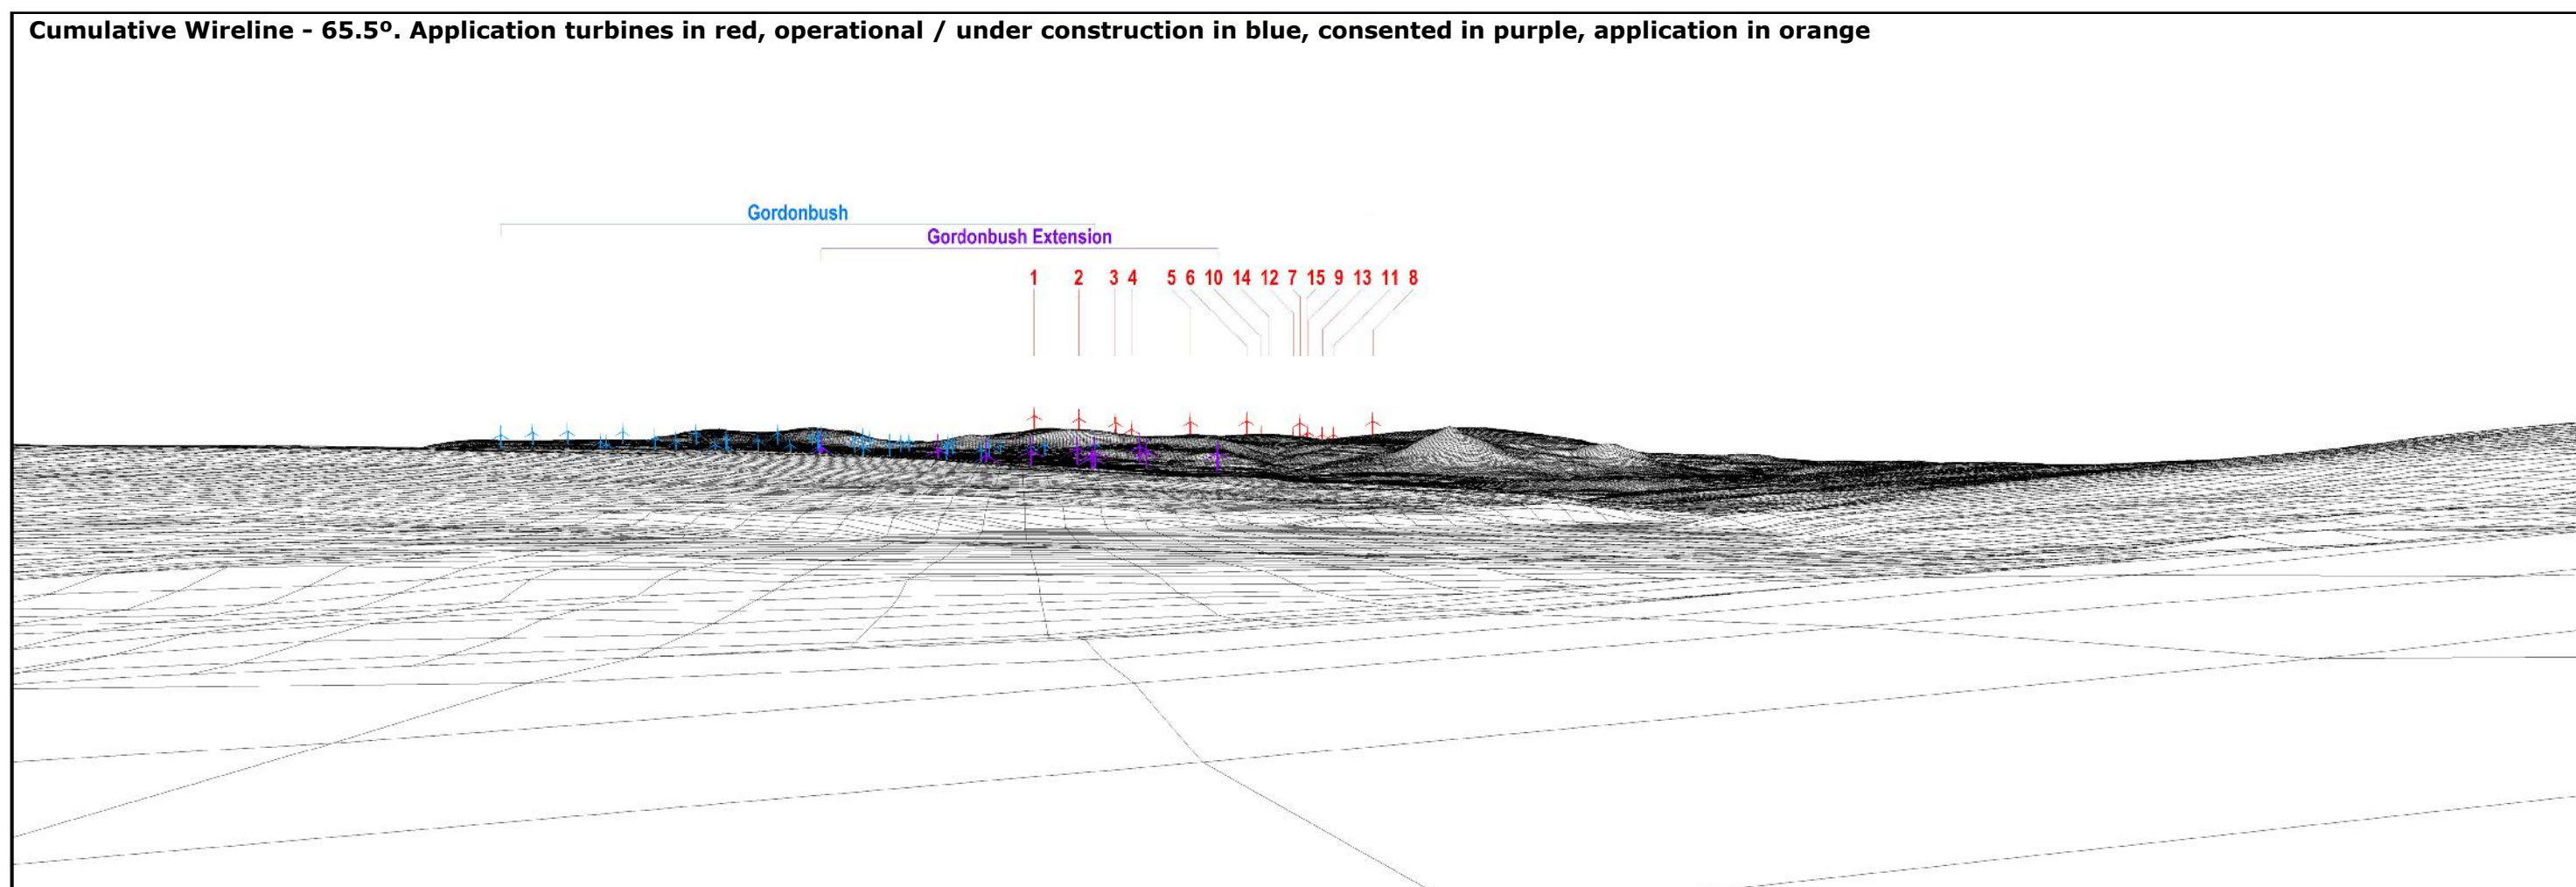 Cumulative Wireline - 65.5º. Application turbines in red, operational / under construction in blue, consented in purple, application in orange
Gordonbush
Gordonbush Extension
1 2 3 4 5 6 10 14 12 7 15 9 13 11 8